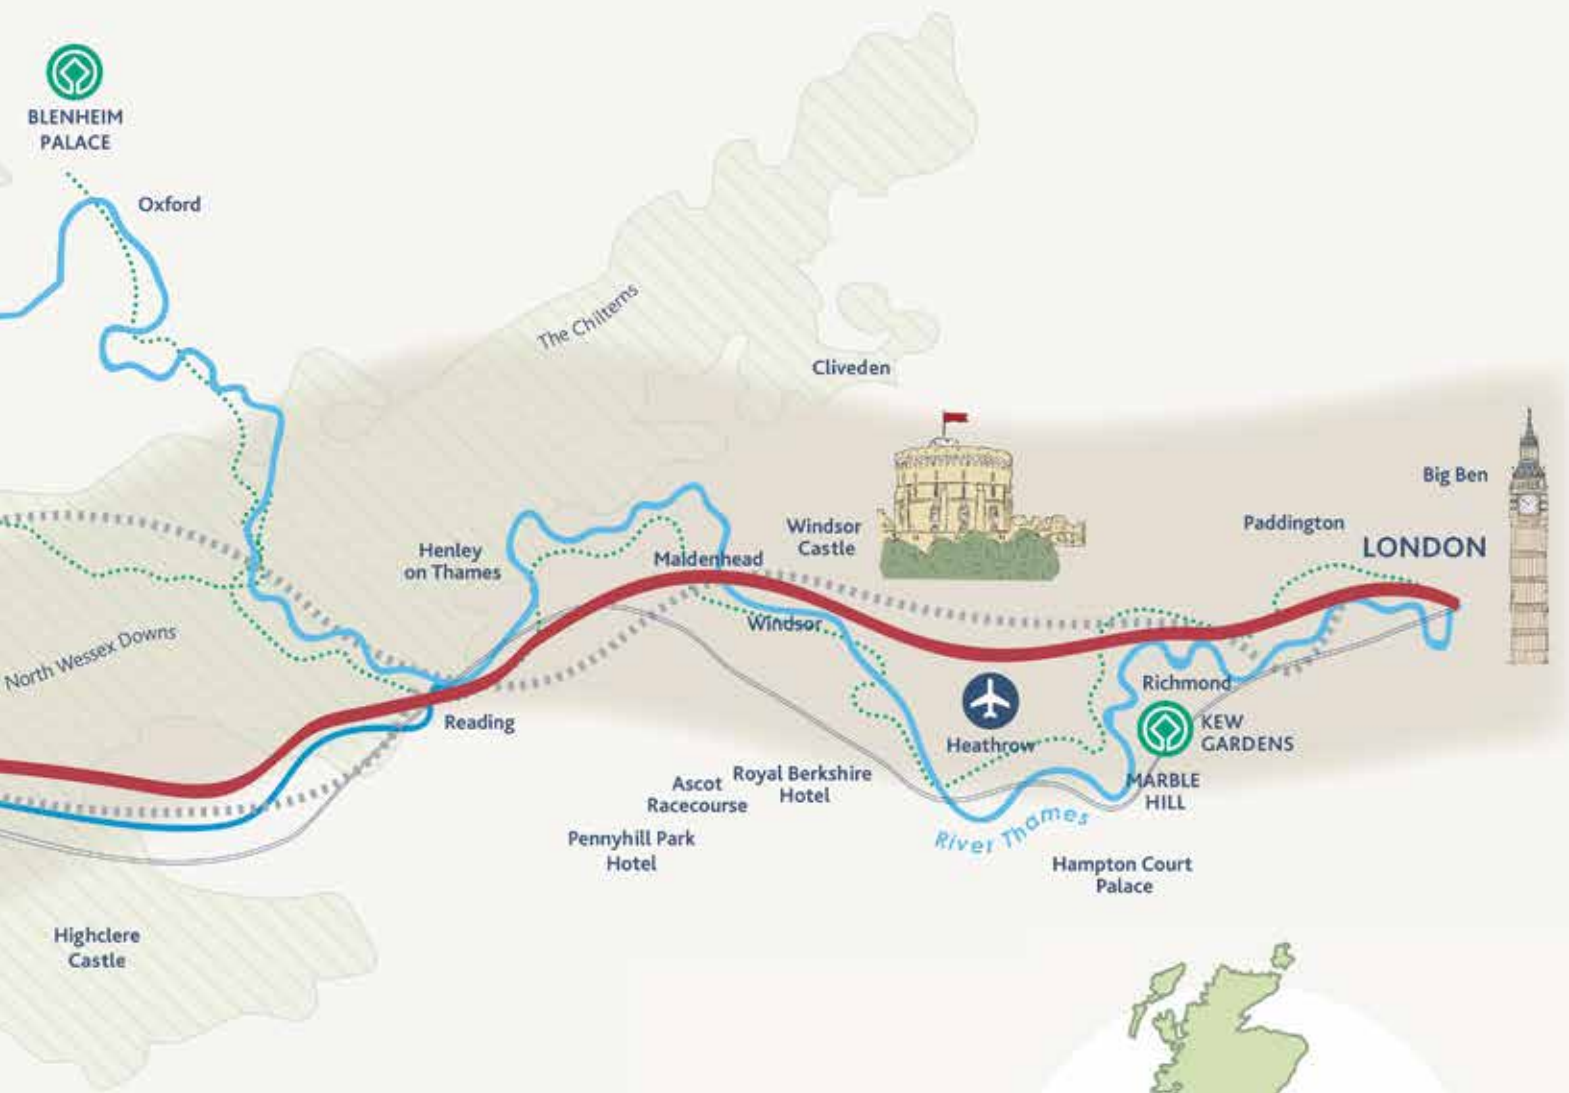 BLENHEIM
PALACE
Oxford
The Chilterns
Cliveden
Big Ben
Windsor
Castle
Paddington
LONDON
Henley
on Thames
Maidenhead
Windsor
North Wessex Downs
Richmond
Reading
KEW
GARDENS
Heathrow
Ascot
Racecourse
Royal Berkshire
Hotel
MARBLE
HILL
River Thames
Pennyhill Park
Hotel
Hampton Court
Palace
Highclere
Castle